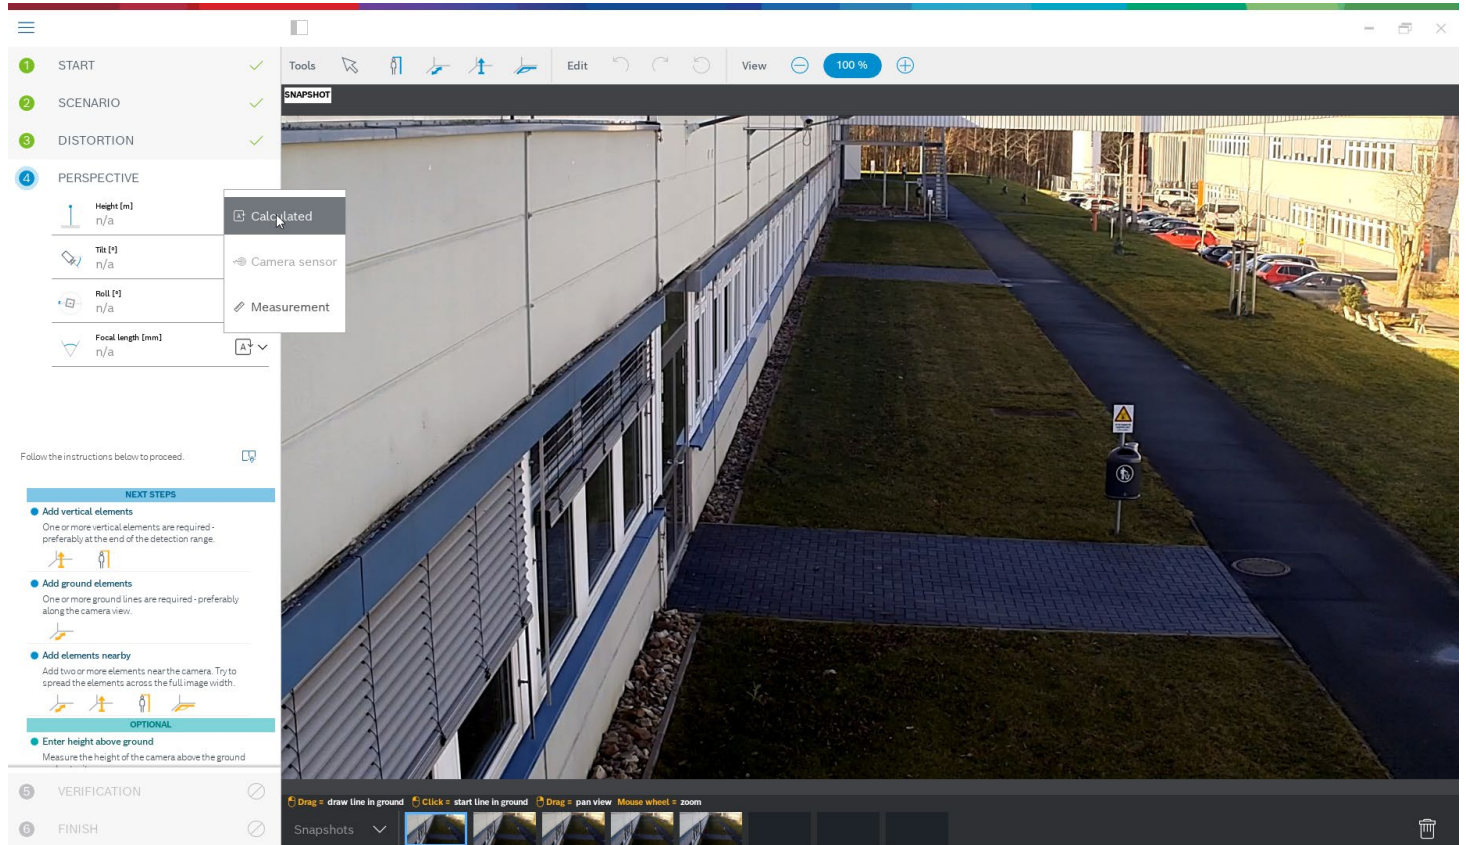 1 START
2 SCENARIO
3 DISTORTION
4 PERSPECTIVE
Height [m]
n/a
Tilt [°]
n/a
Roll [°]
n/a
Focal length [mm]
n/a
A
Calculated
Camera sensor
Measurement
Follow the instructions below to proceed.
NEXT STEPS
Add vertical elements
One or more vertical elements are required -
preferably at the end of the detection range.
Add ground elements
One or more ground lines are required - preferably
along the camera view.
Add elements nearby
Add two or more elements near the camera. Try to
spread the elements across the full image width.
OPTIONAL
Enter height above ground
Measure the height of the camera above the ground
5 VERIFICATION
6 FINISH
Tools Edit View 100 %
SNAPSHOT
Drag = draw line in ground Click = start line in ground Drag = pan view Mouse wheel = zoom
Snapshots